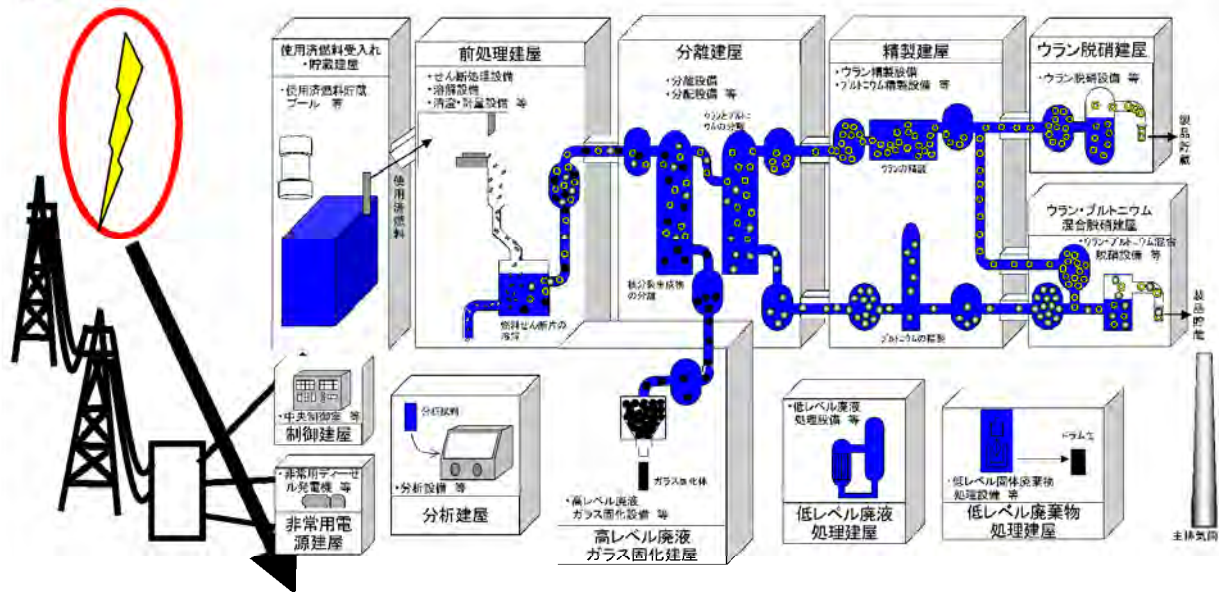 使用済燃料受入れ
・貯蔵建屋
・使用済燃料貯蔵
プール 等
使用済燃料
前処理建屋
・せん断処理設備
・溶解設備
・清澄・計量設備 等
燃料せん断片の
溶解
分離建屋
・分離設備
・分配設備 等
ウランとプルト
ニウムの分離
核分裂生成物
の分離
精製建屋
・ウラン精製設備
・プルトニウム精製設備 等
ウランの精製
プルトニウムの精製
ウラン脱硝建屋
・ウラン脱硝設備 等
製品貯蔵
ウラン・プルトニウム
混合脱硝建屋
・ウラン・プルトニウム混合
脱硝設備 等
製品貯蔵
・中央制御室 等
制御建屋
・非常用ディーゼ
ル発電機 等
非常用電
源建屋
分析試料
・分析設備 等
分析建屋
ガラス固化体
・高レベル廃液
ガラス固化設備 等
高レベル廃液
ガラス固化建屋
・低レベル廃液
処理設備 等
低レベル廃液
処理建屋
ドラム缶
・低レベル固体廃棄物
処理設備 等
低レベル廃棄物
処理建屋
主排気筒